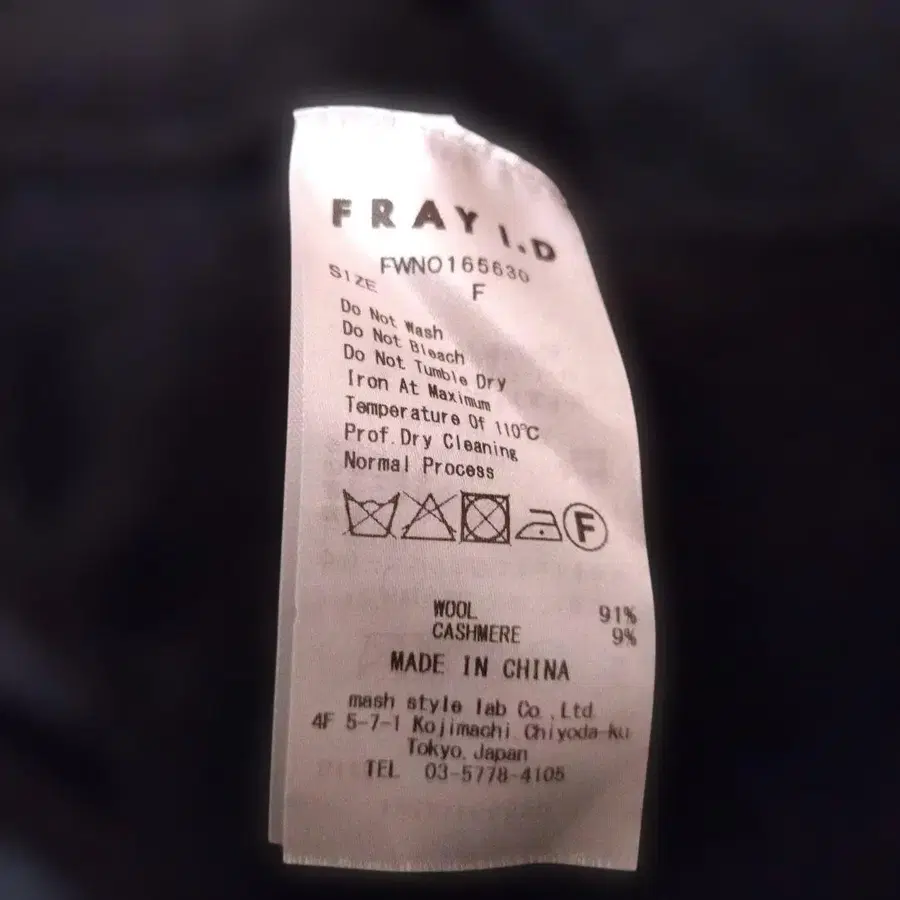 FRAY I.D
FWNO165630
SIZE F
Do Not Wash
Do Not Bleach
Do Not Tumble Dry
Iron At Maximum
Temperature Of 110℃
Prof.Dry Cleaning
Normal Process
F
WOOL 91%
CASHMERE 9%
MADE IN CHINA
mash style lab Co.,Ltd.
4F 5-7-1 Kojimachi Chiyoda-ku
Tokyo.Japan
TEL 03-5778-4105